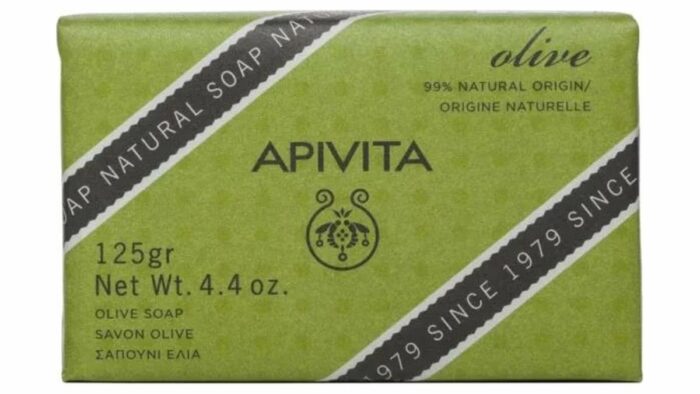 AP NATURAL SOAP NAT
olive
99% NATURAL ORIGIN/
ORIGINE NATURELLE
APIVITA
125gr
Net Wt. 4.4 oz.
OLIVE SOAP
SAVON OLIVE
ΣΑΠΟΥΝΙ ΕΛΙΑ
1979 SINCE 1979 SINCE